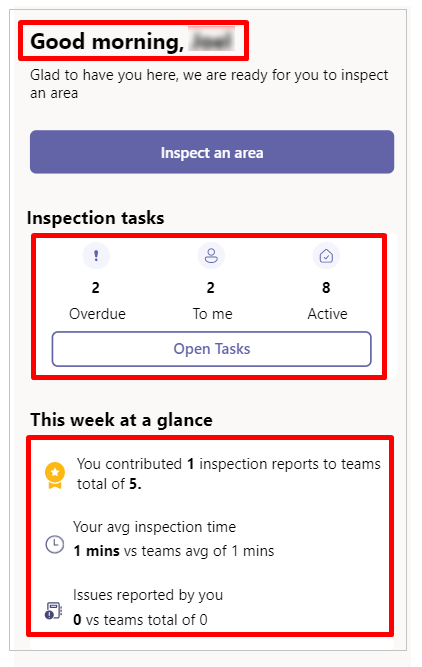 Good morning,
Glad to have you here, we are ready for you to inspect
an area
Inspect an area
Inspection tasks
2 2 8
Overdue To me Active
Open Tasks
This week at a glance
You contributed 1 inspection reports to teams
total of 5.
Your avg inspection time
1 mins vs teams avg of 1 mins
Issues reported by you
0 vs teams total of 0